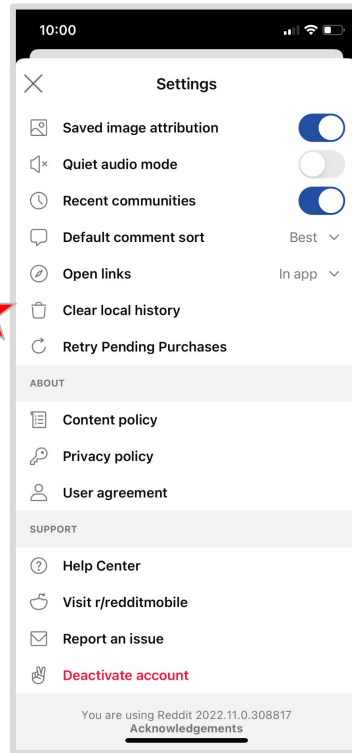 10:00
Settings
Saved image attribution
Quiet audio mode
Recent communities
Default comment sort Best
Open links In app
Clear local history
Retry Pending Purchases
ABOUT
Content policy
Privacy policy
User agreement
SUPPORT
Help Center
Visit r/redditmobile
Report an issue
Deactivate account
You are using Reddit 2022.11.0.308817
Acknowledgements